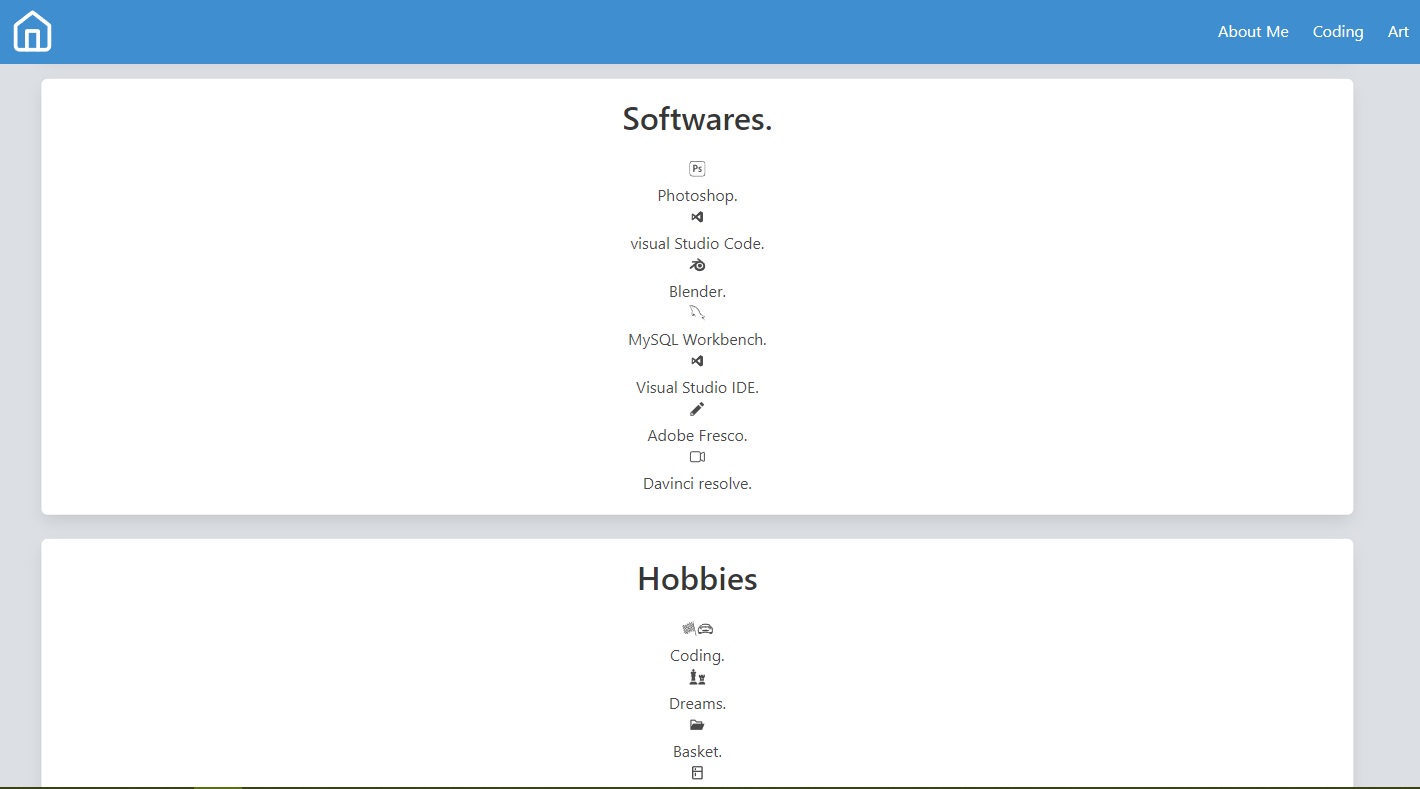 About Me Coding Art
Softwares.
Ps
Photoshop.
visual Studio Code.
Blender.
MySQL Workbench.
Visual Studio IDE.
Adobe Fresco.
Davinci resolve.
Hobbies
Coding.
Dreams.
Basket.